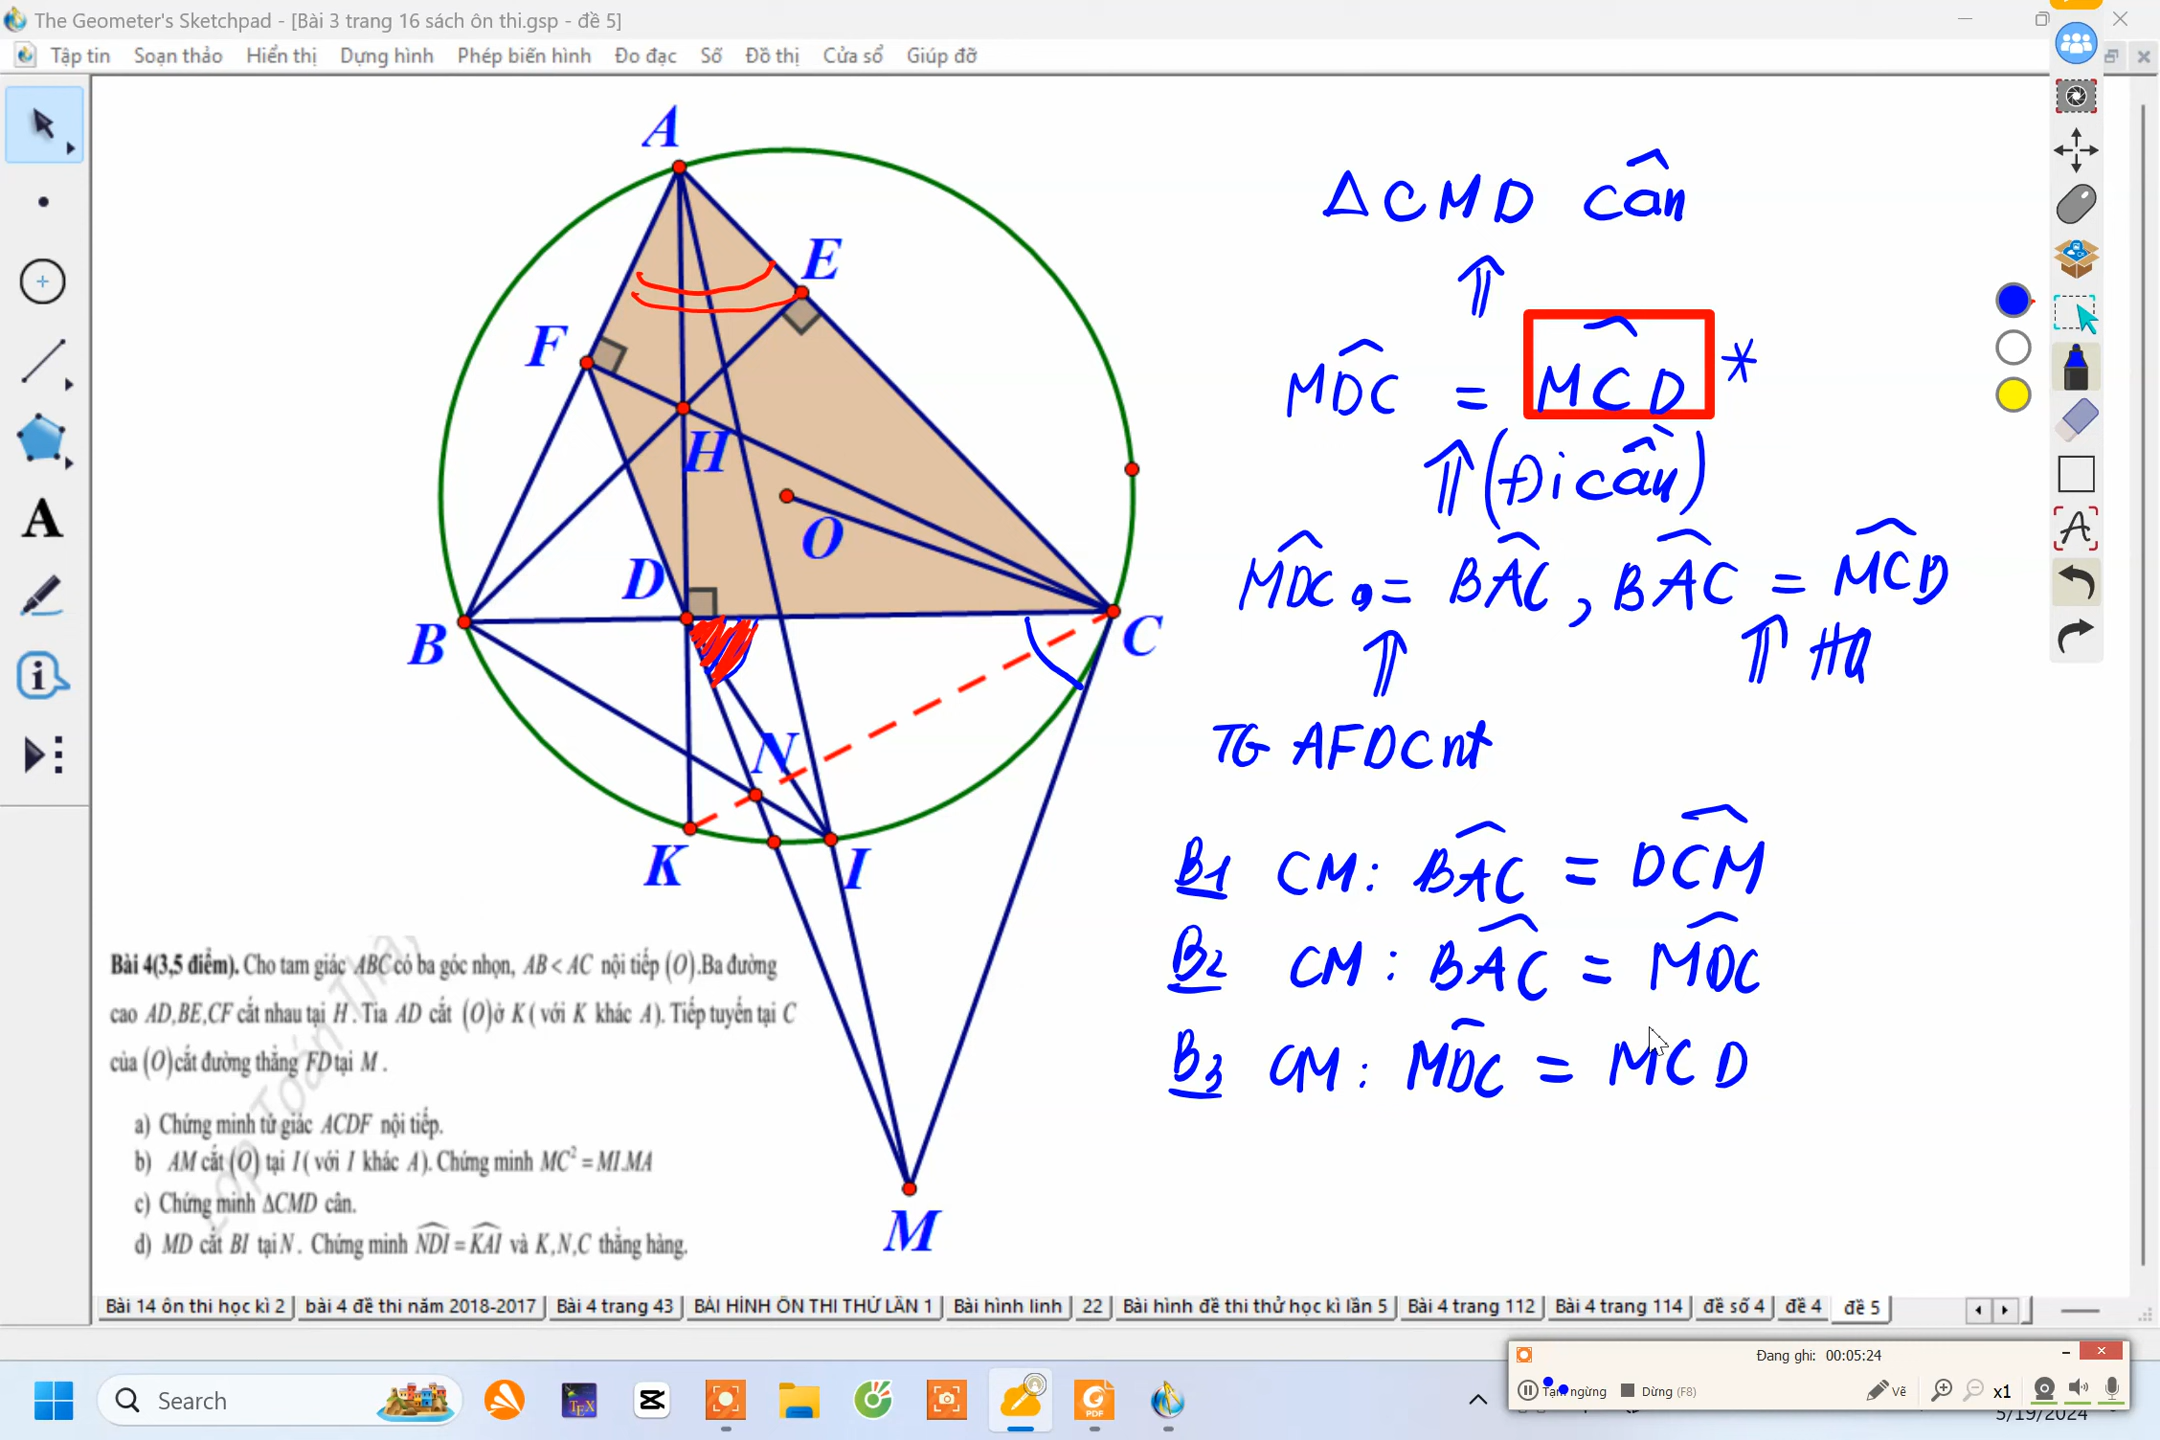 The Geometer's Sketchpad - [Bài 3 trang 16 sách ôn thi.gsp - đề 5]
Tập tin Soạn thảo Hiển thị Dựng hình Phép biến hình Đo đạc Số Đồ thị Cửa sổ Giúp đỡ
A
E
F
H
O
D
B
C
N
K
I
M
ΔCMD cân
⇑
MDC = MCD *
⇑ (Đi cần)
MDC = BAC, BAC = MCD
⇑ ⇑ HQ
TG AFDC nt
B1 CM: BAC = DCM
B2 CM: BAC = MDC
B3 CM: MDC = MCD
Bài 4(3,5 điểm). Cho tam giác ABC có ba góc nhọn, AB < AC nội tiếp (O).Ba đường
cao AD,BE,CF cắt nhau tại H. Tia AD cắt (O)ở K( với K khác A). Tiếp tuyến tại C
của (O)cắt đường thẳng FD tại M.
a) Chứng minh tứ giác ACDF nội tiếp.
b) AM cắt (O) tại I( với I khác A). Chứng minh MC² = MI.MA
c) Chứng minh ΔCMD cân.
d) MD cắt BI tại N. Chứng minh NDI = KAI và K,N,C thẳng hàng.
Bài 14 ôn thi học kì 2 bài 4 đề thi năm 2018-2017 Bài 4 trang 43 BÀI HÌNH ÔN THI THỬ LẦN 1 Bài hình linh 22 Bài hình đề thi thử học kì lần 5 Bài 4 trang 112 Bài 4 trang 114 đề số 4 đề 4 đề 5
Đang ghi: 00:05:24
Tạm ngừng Dừng (F8) Vẽ x1
Search
TEX
PDF
5/19/2024